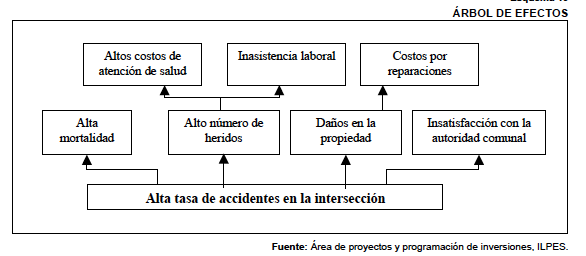 ÁRBOL DE EFECTOS
Altos costos de
atención de salud
Inasistencia laboral
Costos por
reparaciones
Alta
mortalidad
Alto número de
heridos
Daños en la
propiedad
Insatisfacción con la
autoridad comunal
Alta tasa de accidentes en la intersección
Fuente: Área de proyectos y programación de inversiones, ILPES.